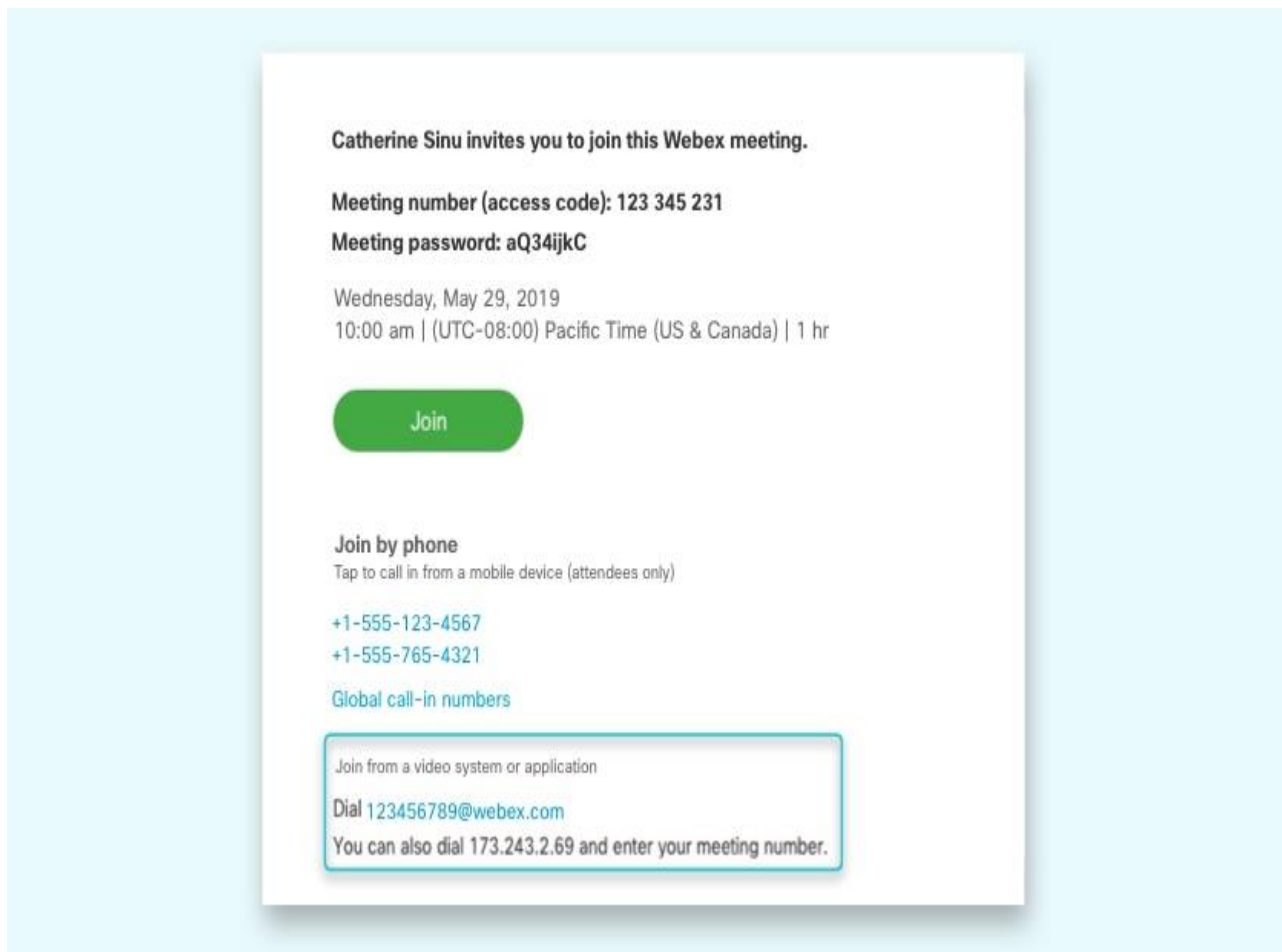 Catherine Sinu invites you to join this Webex meeting.
Meeting number (access code): 123 345 231
Meeting password: aQ34ijkC
Wednesday, May 29, 2019
10:00 am | (UTC-08:00) Pacific Time (US & Canada) | 1 hr
Join
Join by phone
Tap to call in from a mobile device (attendees only)
+1-555-123-4567
+1-555-765-4321
Global call-in numbers
Join from a video system or application
Dial 123456789@webex.com
You can also dial 173.243.2.69 and enter your meeting number.